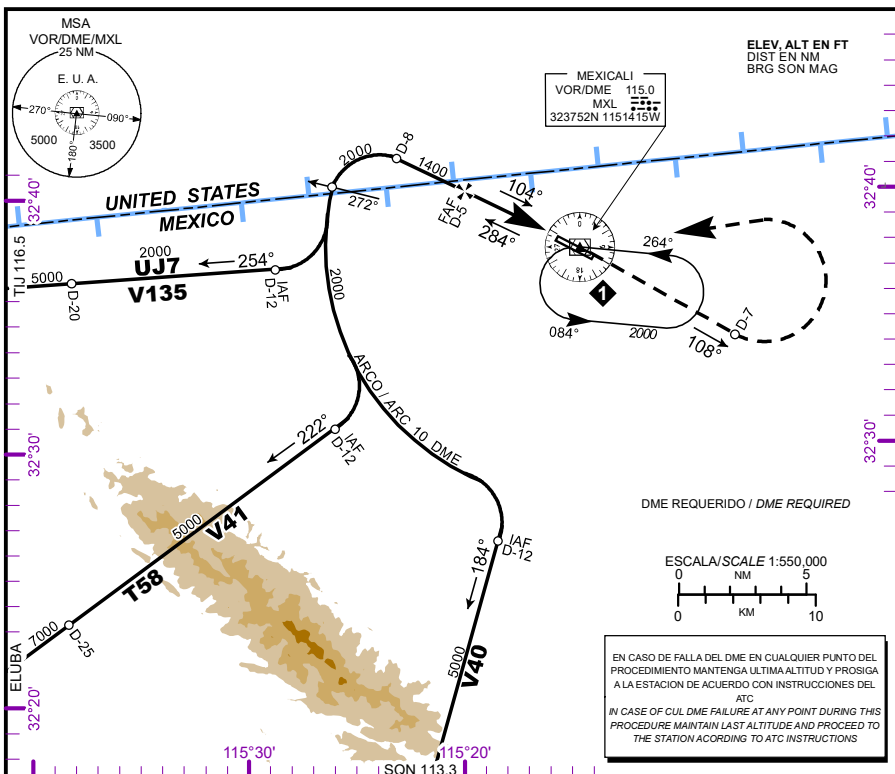 MSA
VOR/DME/MXL
25 NM
E. U. A.
270°
090°
5000
3500
180°
ELEV, ALT EN FT
DIST EN NM
BRG SON MAG
MEXICALI
VOR/DME 115.0
MXL
323752N 1151415W
D-8
2000
1400
104°
FAF
D-5
284°
32°40'
32°40'
UNITED STATES
MEXICO
272°
264°
TIJ 116.5
2000
5000
UJ7
254°
V135
D-20
IAF
D-12
2000
1
084°
2000
D-7
108°
ARCO / ARC 10 DME
222°
IAF
D-12
32°30'
32°30'
5000
V41
T58
184°
IAF
D-12
DME REQUERIDO / DME REQUIRED
ESCALA/SCALE 1:550,000
0 NM 5
0 KM 10
7000
D-25
ELUBA
5000
V40
32°20'
EN CASO DE FALLA DEL DME EN CUALQUIER PUNTO DEL
PROCEDIMIENTO MANTENGA ULTIMA ALTITUD Y PROSIGA
A LA ESTACION DE ACUERDO CON INSTRUCCIONES DEL
ATC
IN CASE OF CUL DME FAILURE AT ANY POINT DURING THIS
PROCEDURE MAINTAIN LAST ALTITUDE AND PROCEED TO
THE STATION ACORDING TO ATC INSTRUCTIONS
115°30'
115°20'
SQN 113.3